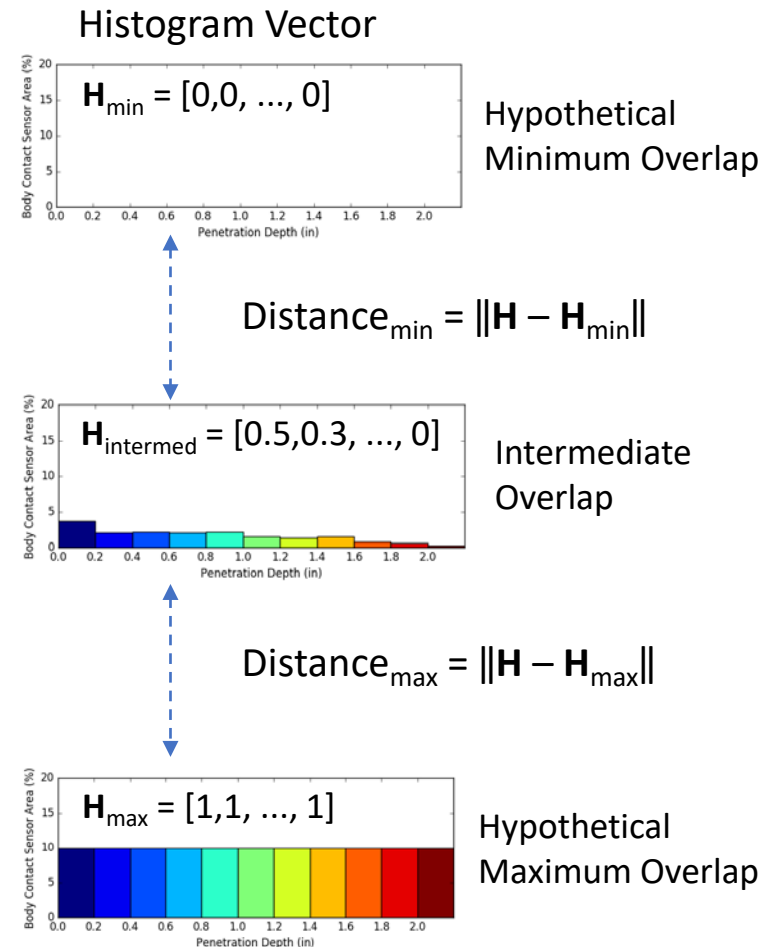 Histogram Vector
Body Contact Sensor Area (%)
20
15
10
5
0
H_min = [0,0, ..., 0]
0.0 0.2 0.4 0.6 0.8 1.0 1.2 1.4 1.6 1.8 2.0
Penetration Depth (in)
Hypothetical
Minimum Overlap
Distance_min = ‖H – H_min‖
Body Contact Sensor Area (%)
20
15
10
5
0
H_intermed = [0.5,0.3, ..., 0]
0.0 0.2 0.4 0.6 0.8 1.0 1.2 1.4 1.6 1.8 2.0
Penetration Depth (in)
Intermediate
Overlap
Distance_max = ‖H – H_max‖
Body Contact Sensor Area (%)
20
15
10
5
0
H_max = [1,1, ..., 1]
0.0 0.2 0.4 0.6 0.8 1.0 1.2 1.4 1.6 1.8 2.0
Penetration Depth (in)
Hypothetical
Maximum Overlap